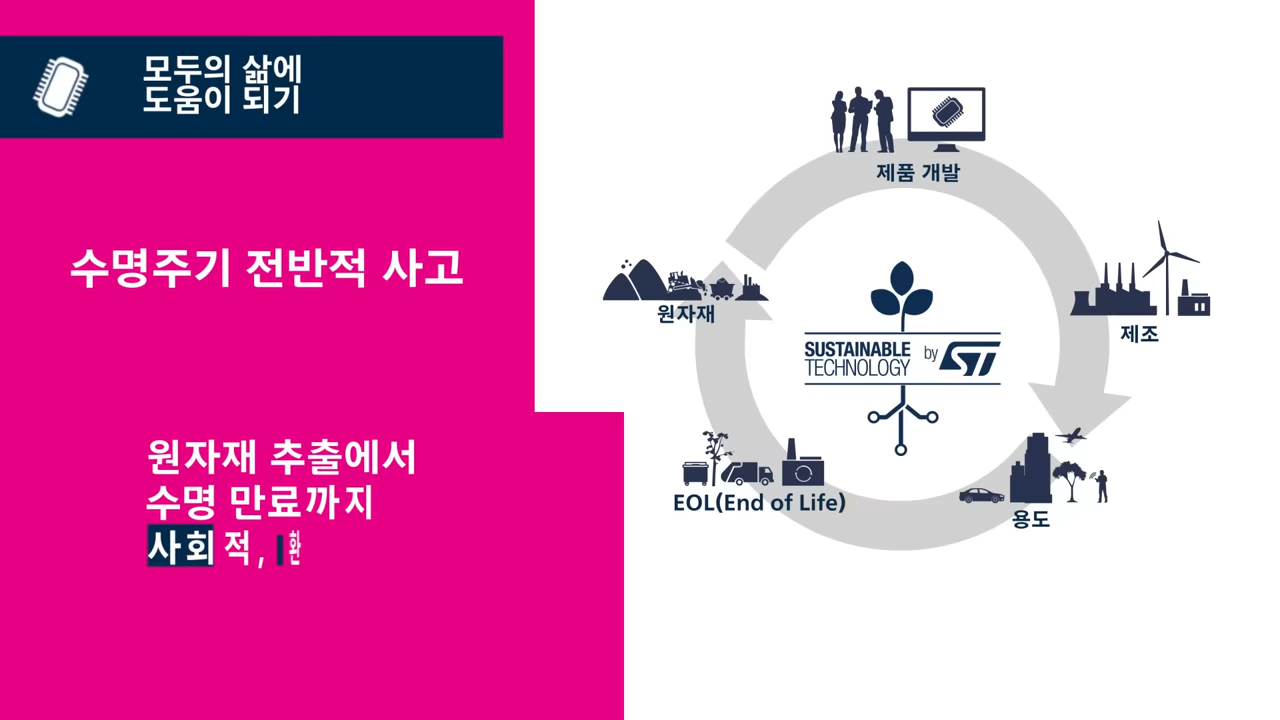 모두의 삶에
도움이 되기
수명주기 전반적 사고
원자재 추출에서
수명 만료까지
사회적, 환
제품 개발
원자재
제조
SUSTAINABLE
TECHNOLOGY
by ST
EOL(End of Life)
용도